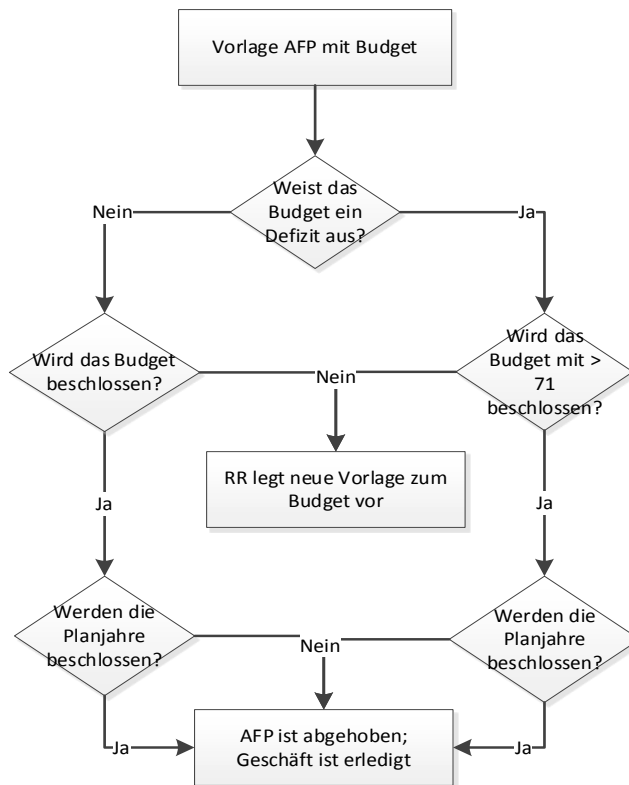 Vorlage AFP mit Budget
Weist das
Budget ein
Defizit aus?
Nein
Ja
Wird das Budget
beschlossen?
Nein
Wird das
Budget mit >
71
beschlossen?
RR legt neue Vorlage zum
Budget vor
Ja
Ja
Werden die
Planjahre
beschlossen?
Nein
Werden die
Planjahre
beschlossen?
Ja
AFP ist abgehoben;
Geschäft ist erledigt
Ja